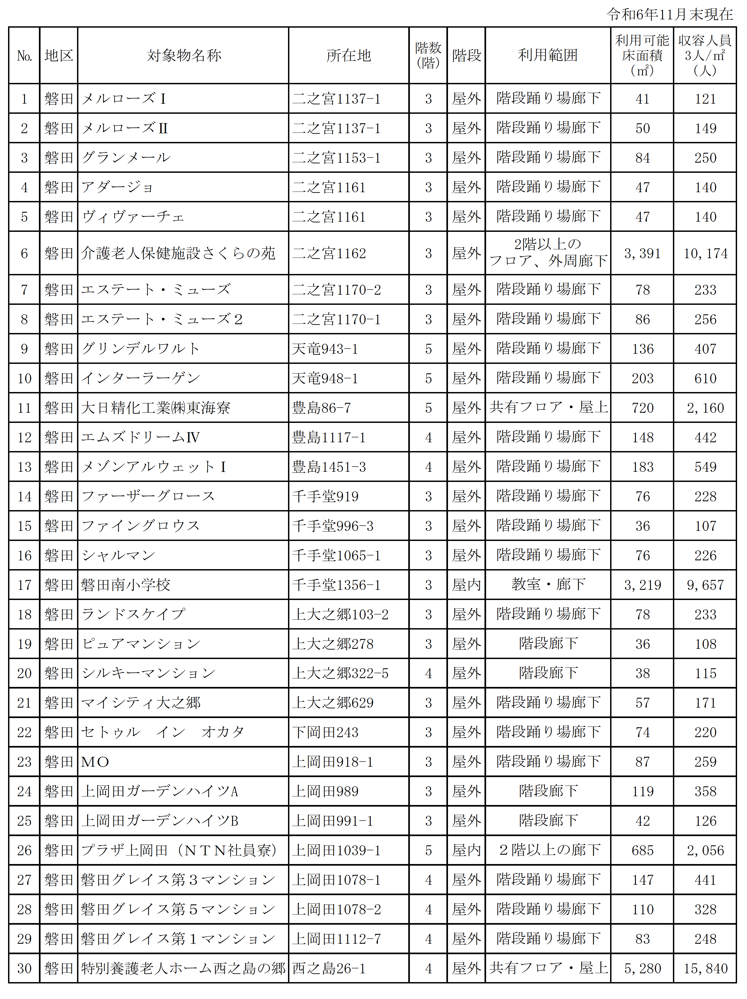 令和6年11月末現在
№ 地区 対象物名称 所在地 階数(階) 階段 利用範囲 利用可能床面積(㎡) 収容人員3人/㎡(人)
1 磐田 メルローズⅠ 二之宮1137-1 3 屋外 階段踊り場廊下 41 121
2 磐田 メルローズⅡ 二之宮1137-1 3 屋外 階段踊り場廊下 50 149
3 磐田 グランメール 二之宮1153-1 3 屋外 階段踊り場廊下 84 250
4 磐田 アダージョ 二之宮1161 3 屋外 階段踊り場廊下 47 140
5 磐田 ヴィヴァーチェ 二之宮1161 3 屋外 階段踊り場廊下 47 140
6 磐田 介護老人保健施設さくらの苑 二之宮1162 3 屋外 2階以上のフロア、外周廊下 3,391 10,174
7 磐田 エステート・ミューズ 二之宮1170-2 3 屋外 階段踊り場廊下 78 233
8 磐田 エステート・ミューズ２ 二之宮1170-1 3 屋外 階段踊り場廊下 86 256
9 磐田 グリンデルワルト 天竜943-1 5 屋外 階段踊り場廊下 136 407
10 磐田 インターラーゲン 天竜948-1 5 屋外 階段踊り場廊下 203 610
11 磐田 大日精化工業㈱東海寮 豊島86-7 5 屋外 共有フロア・屋上 720 2,160
12 磐田 エムズドリームⅣ 豊島1117-1 4 屋外 階段踊り場廊下 148 442
13 磐田 メゾンアルウェットⅠ 豊島1451-3 4 屋外 階段踊り場廊下 183 549
14 磐田 ファーザーグロース 千手堂919 3 屋外 階段踊り場廊下 76 228
15 磐田 ファイングロウス 千手堂996-3 3 屋外 階段踊り場廊下 36 107
16 磐田 シャルマン 千手堂1065-1 3 屋外 階段踊り場廊下 76 226
17 磐田 磐田南小学校 千手堂1356-1 3 屋内 教室・廊下 3,219 9,657
18 磐田 ランドスケイプ 上大之郷103-2 3 屋外 階段踊り場廊下 78 233
19 磐田 ピュアマンション 上大之郷278 3 屋外 階段廊下 36 108
20 磐田 シルキーマンション 上大之郷322-5 4 屋外 階段廊下 38 115
21 磐田 マイシティ大之郷 上大之郷629 3 屋外 階段踊り場廊下 57 171
22 磐田 セトゥル　イン　オカタ 下岡田243 3 屋外 階段踊り場廊下 74 220
23 磐田 ＭＯ 上岡田918-1 3 屋外 階段踊り場廊下 87 259
24 磐田 上岡田ガーデンハイツA 上岡田989 3 屋外 階段廊下 119 358
25 磐田 上岡田ガーデンハイツB 上岡田991-1 3 屋外 階段廊下 42 126
26 磐田 プラザ上岡田（ＮＴＮ社員寮） 上岡田1039-1 5 屋内 ２階以上の廊下 685 2,056
27 磐田 磐田グレイス第３マンション 上岡田1078-1 4 屋外 階段踊り場廊下 147 441
28 磐田 磐田グレイス第５マンション 上岡田1078-2 4 屋外 階段踊り場廊下 110 328
29 磐田 磐田グレイス第１マンション 上岡田1112-7 4 屋外 階段踊り場廊下 83 248
30 磐田 特別養護老人ホーム西之島の郷 西之島26-1 4 屋外 共有フロア・屋上 5,280 15,840